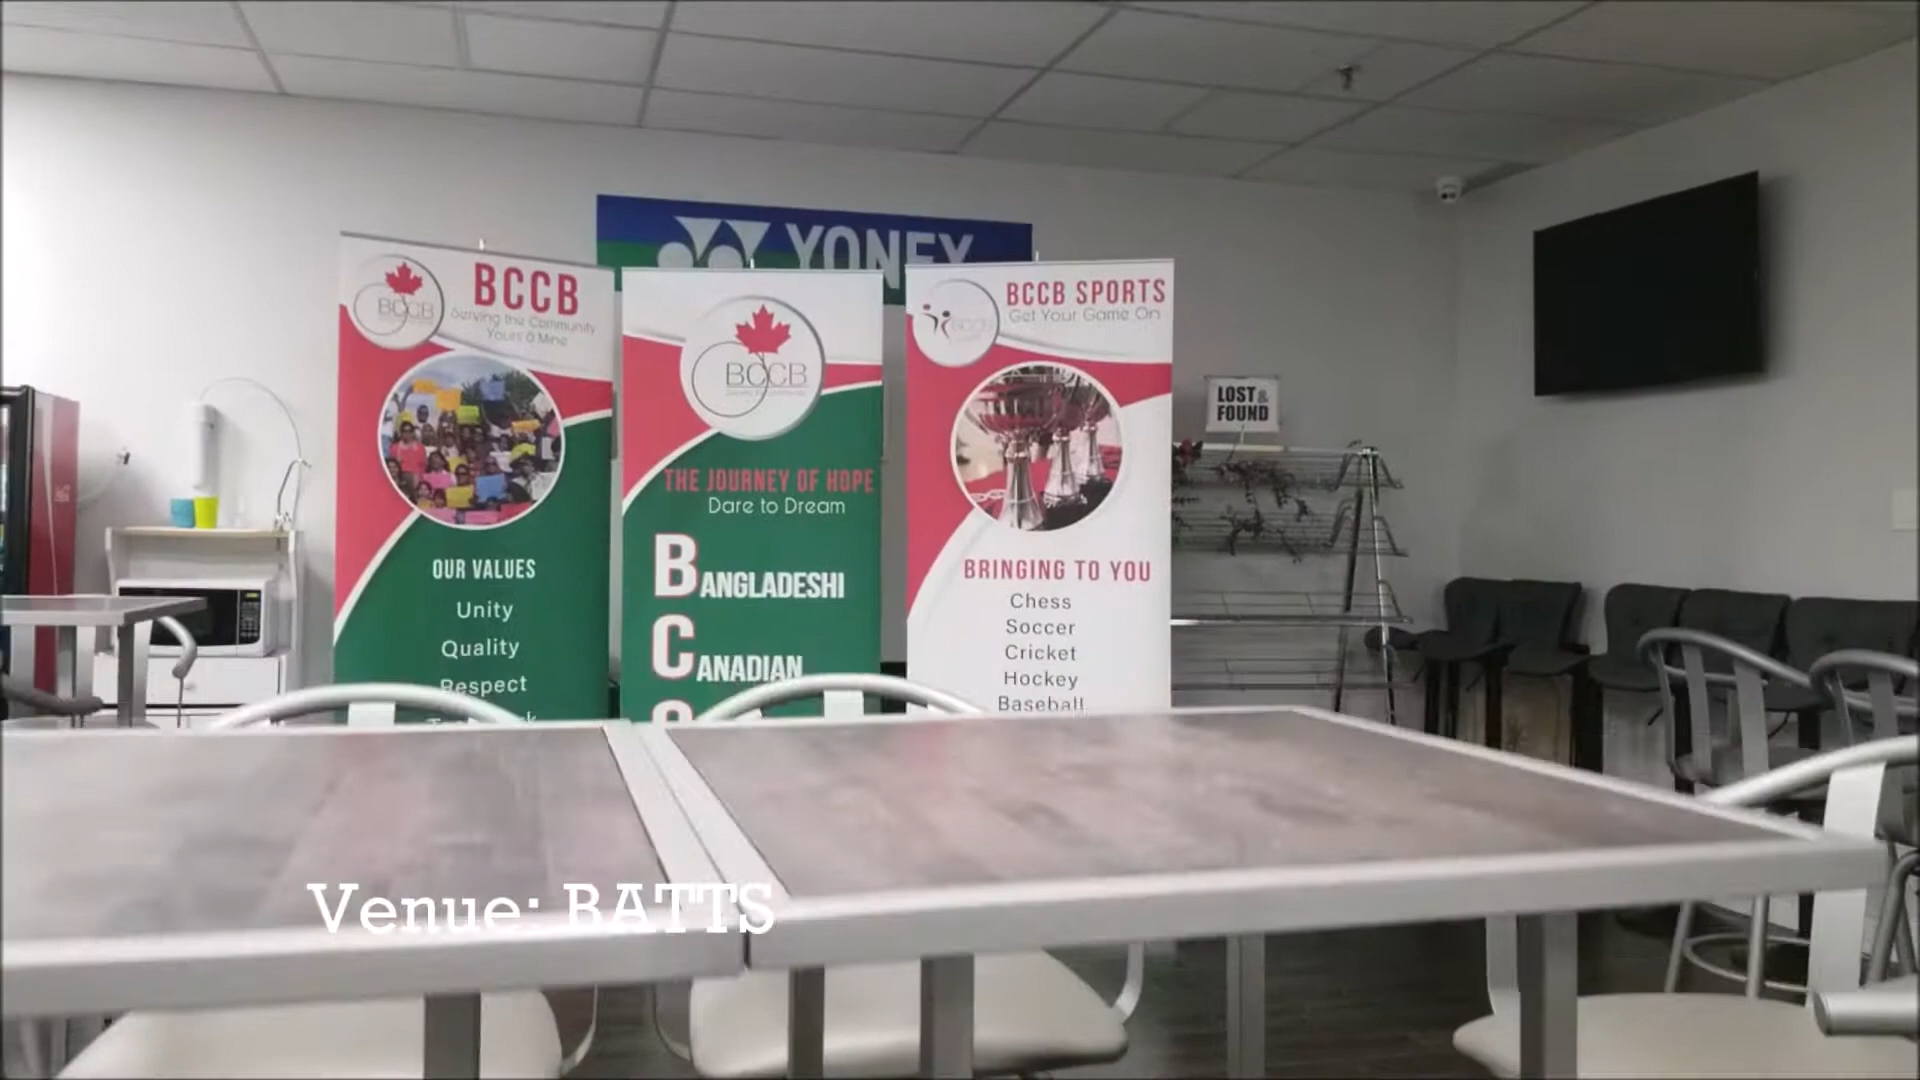 YONEX
BCCB
BCCB
Serving the Community
Yours & Mine
OUR VALUES
Unity
Quality
Respect
BCCB
THE JOURNEY OF HOPE
Dare to Dream
BANGLADESHI
CANADIAN
BCCB SPORTS
Get Your Game On
BCCB
BRINGING TO YOU
Chess
Soccer
Cricket
Hockey
Baseball
LOST &
FOUND
Venue: BATTS